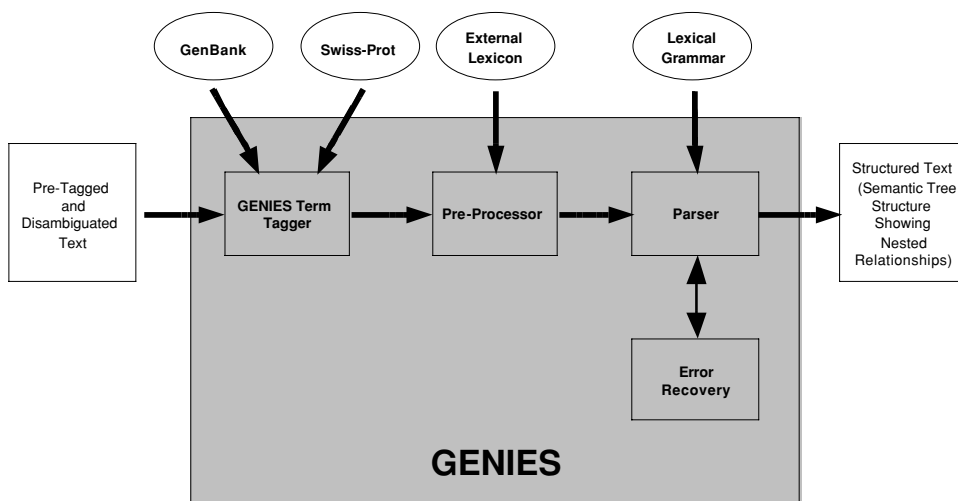 GenBank
Swiss-Prot
External
Lexicon
Lexical
Grammar
Pre-Tagged
and
Disambiguated
Text
GENIES Term
Tagger
Pre-Processor
Parser
Structured Text
(Semantic Tree
Structure
Showing
Nested
Relationships)
Error
Recovery
GENIES